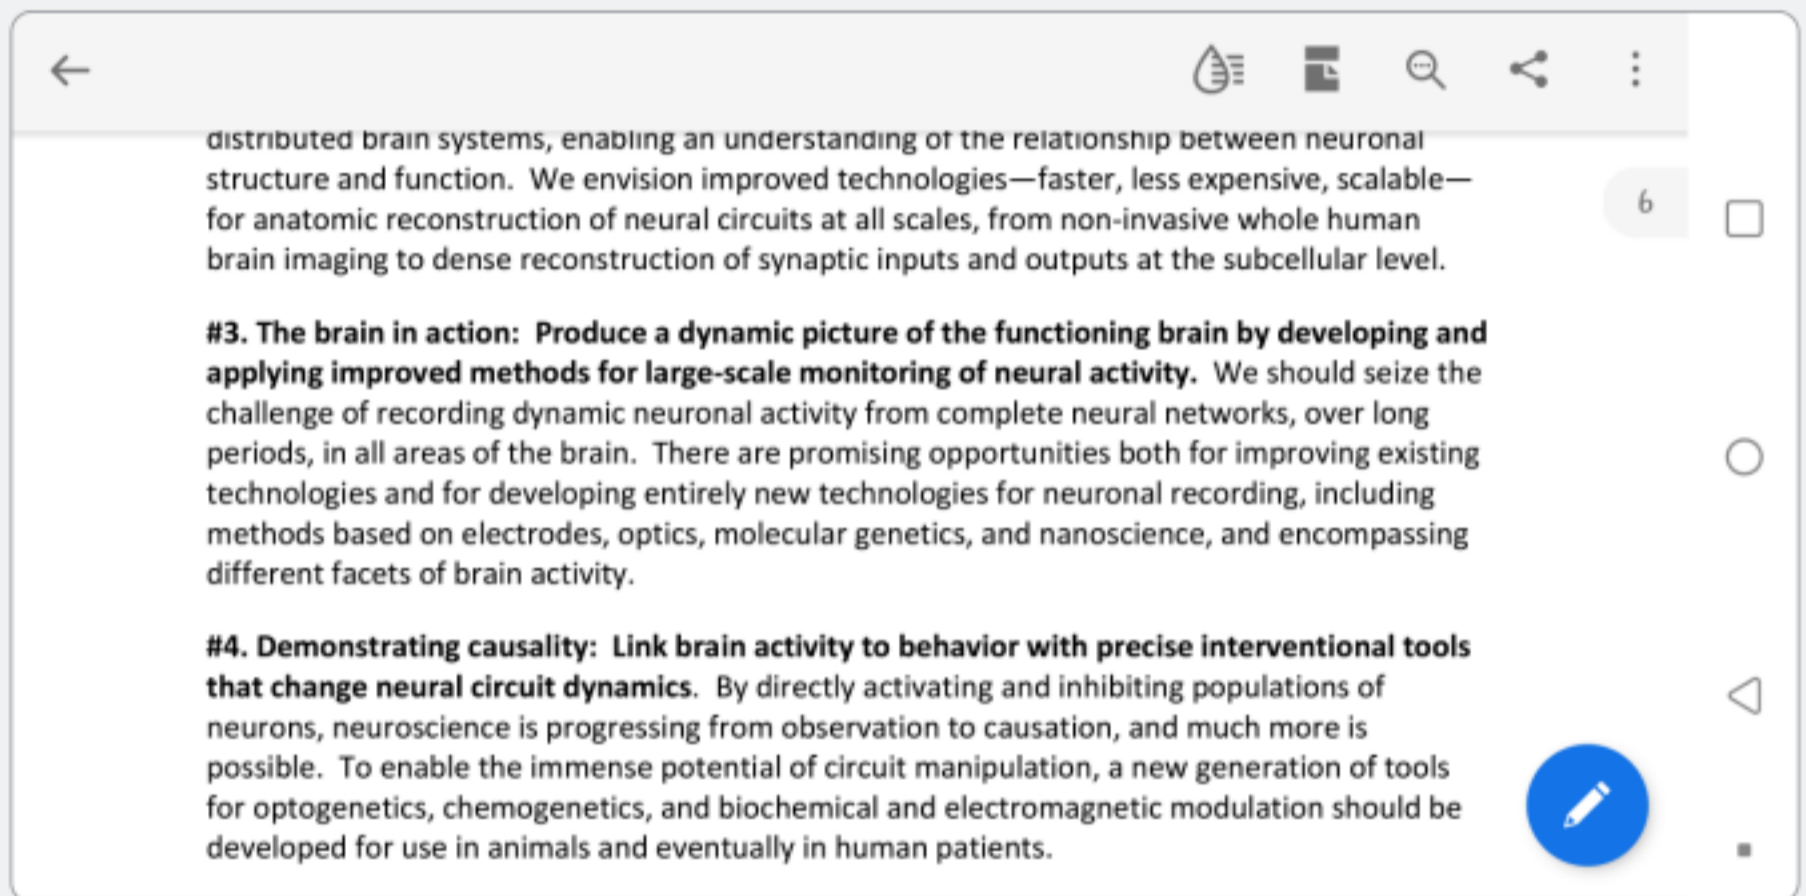 distributed brain systems, enabling an understanding of the relationship between neuronal
structure and function.  We envision improved technologies—faster, less expensive, scalable—
for anatomic reconstruction of neural circuits at all scales, from non-invasive whole human
brain imaging to dense reconstruction of synaptic inputs and outputs at the subcellular level.
6
#3. The brain in action:  Produce a dynamic picture of the functioning brain by developing and
applying improved methods for large-scale monitoring of neural activity.  We should seize the
challenge of recording dynamic neuronal activity from complete neural networks, over long
periods, in all areas of the brain.  There are promising opportunities both for improving existing
technologies and for developing entirely new technologies for neuronal recording, including
methods based on electrodes, optics, molecular genetics, and nanoscience, and encompassing
different facets of brain activity.
#4. Demonstrating causality:  Link brain activity to behavior with precise interventional tools
that change neural circuit dynamics.  By directly activating and inhibiting populations of
neurons, neuroscience is progressing from observation to causation, and much more is
possible.  To enable the immense potential of circuit manipulation, a new generation of tools
for optogenetics, chemogenetics, and biochemical and electromagnetic modulation should be
developed for use in animals and eventually in human patients.